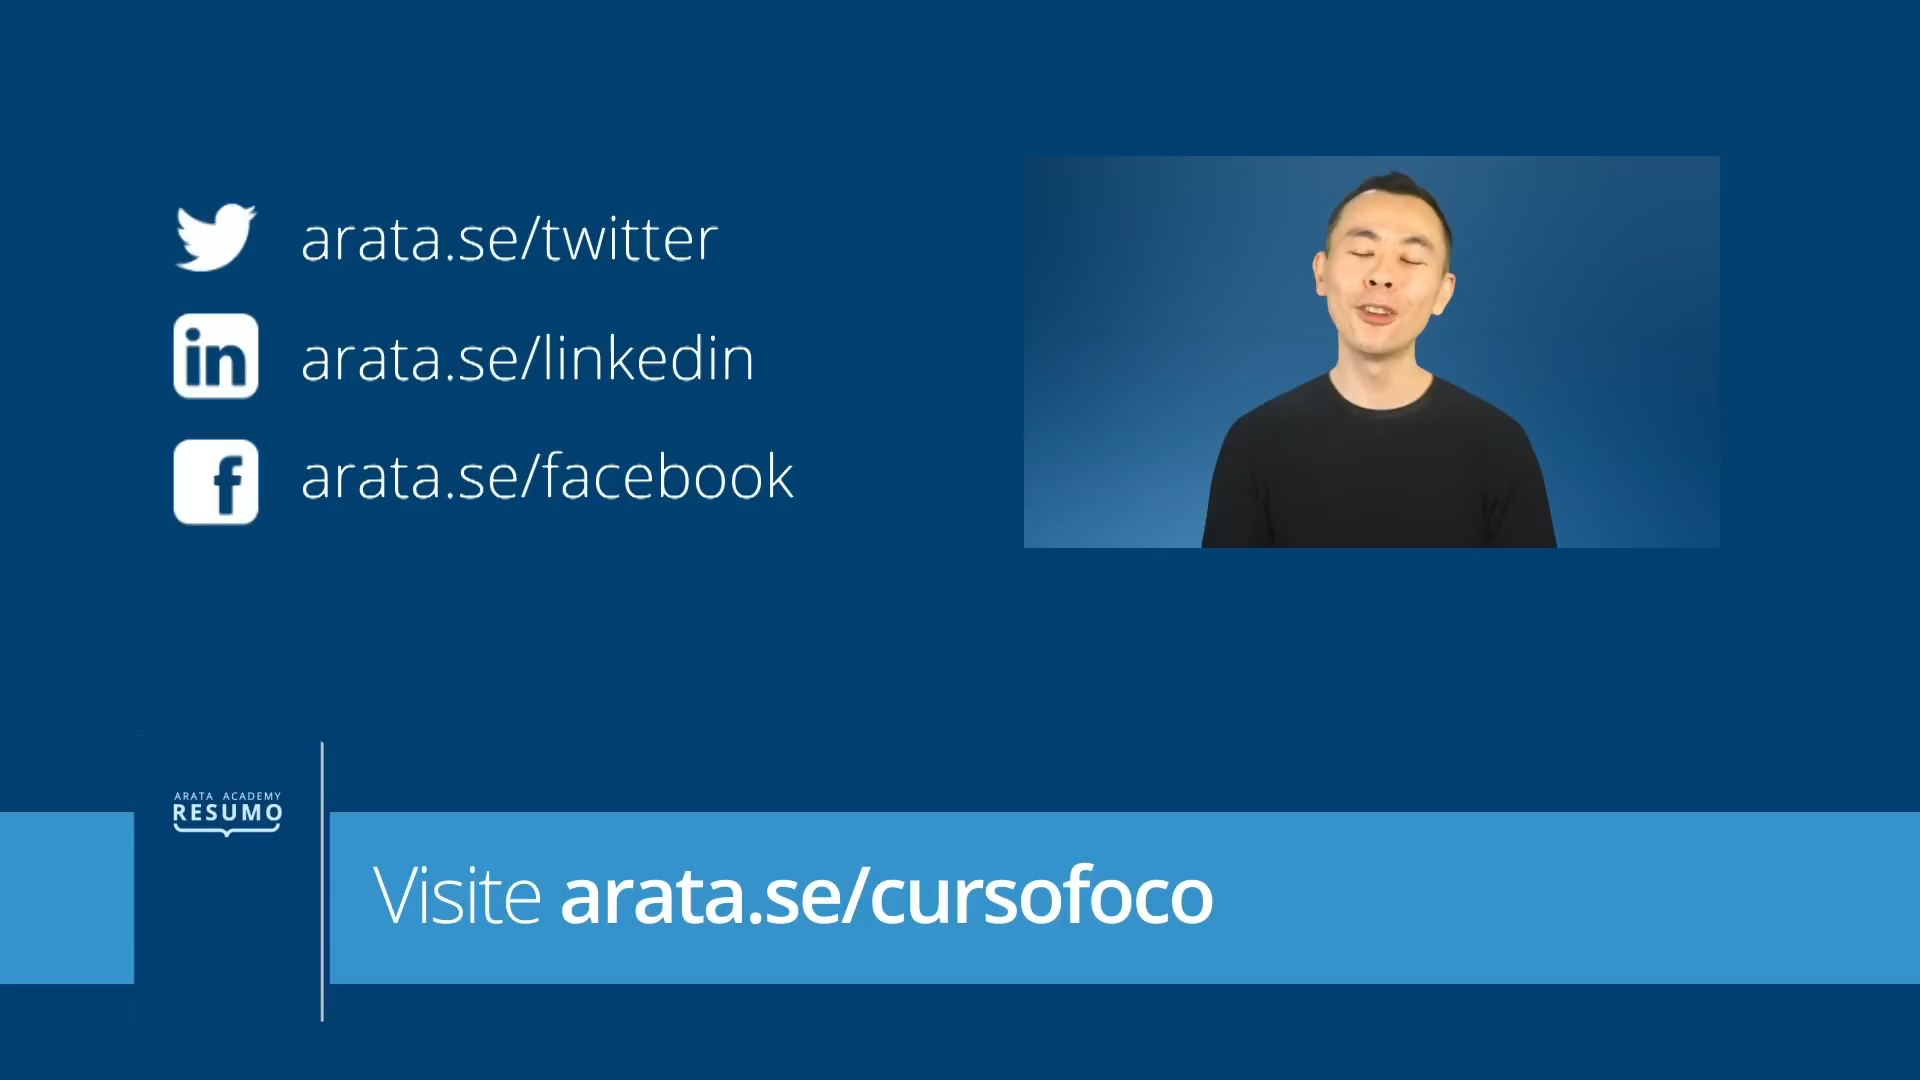 arata.se/twitter
arata.se/linkedin
arata.se/facebook
ARATA ACADEMY
RESUMO
Visite arata.se/cursofoco